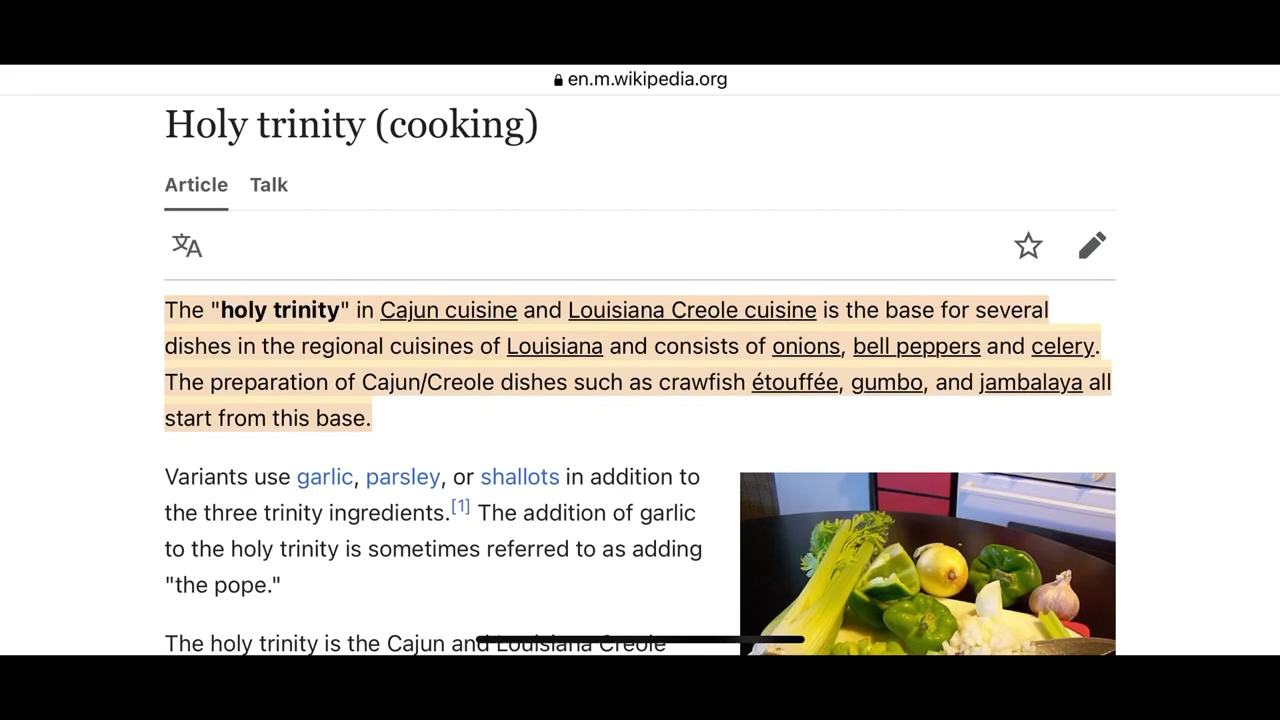 en.m.wikipedia.org
Holy trinity (cooking)
Article Talk
文A
The "holy trinity" in Cajun cuisine and Louisiana Creole cuisine is the base for several
dishes in the regional cuisines of Louisiana and consists of onions, bell peppers and celery.
The preparation of Cajun/Creole dishes such as crawfish étouffée, gumbo, and jambalaya all
start from this base.
Variants use garlic, parsley, or shallots in addition to
the three trinity ingredients.[1] The addition of garlic
to the holy trinity is sometimes referred to as adding
"the pope."
The holy trinity is the Cajun and Louisiana Creole